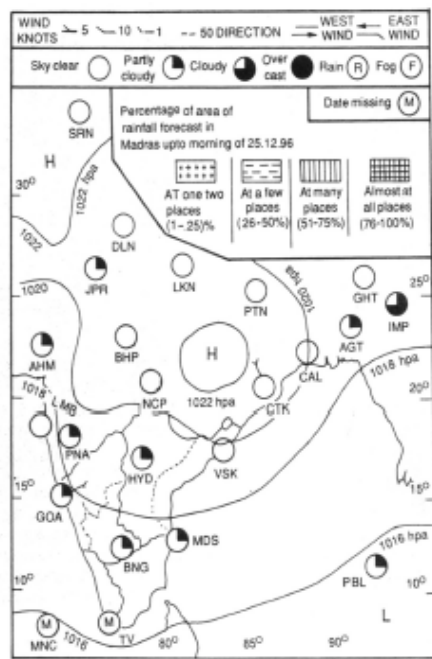 WIND KNOTS 5 10 1 --50 DIRECTION WEST WIND EAST WIND
Sky clear Partly cloudy Cloudy Over cast Rain R Fog F
Date missing M
Percentage of area of
rainfall forecast in
Madras upto morning of 25.12.96
AT one two
places
(1-.25)%
At a few
places
(26-50%)
At many
places
(51-75%)
Almost at
all places
(76-100%)
SRN
H
30°
1022 hpa
1022
DLN
1020
JPR
LKN
PTN
1020 hpa
GHT
25°
IMP
AGT
AHM
BHP
H
1022 hpa
CAL
1018 hpa
1018
LMB
NCP
CTK
20°
PNA
HYD
VSK
15°
GOA
15°
BNG
MDS
1016 hpa
10°
PBL
10°
M
MNC
1016
M
TV
80°
85°
90°
L